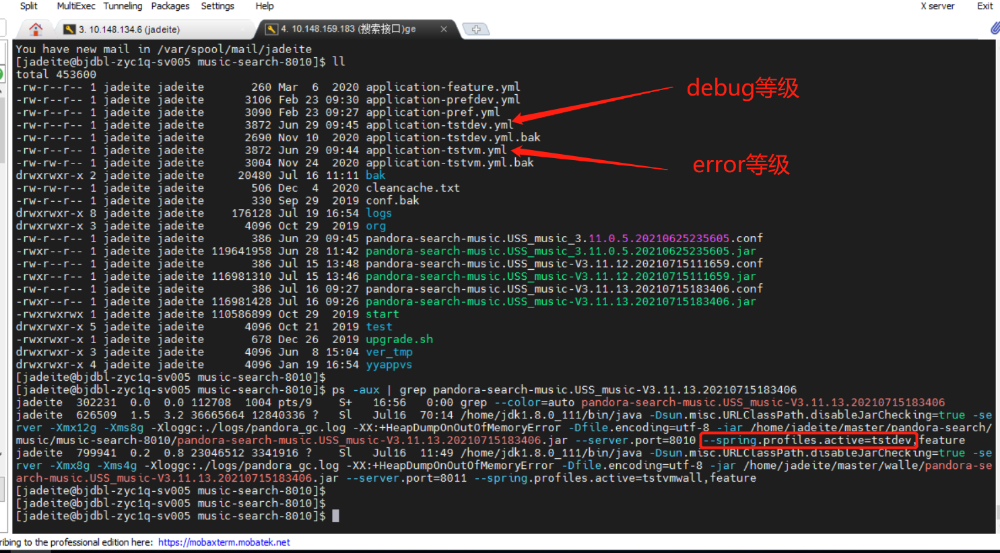 Split MultiExec Tunneling Packages Settings Help X server Exit
3. 10.148.134.6 (jadeite) 4. 10.148.159.183 (搜索接口)ge
You have new mail in /var/spool/mail/jadeite
[jadeite@bjdbl-zyc1q-sv005 music-search-8010]$ ll
total 453600
-rw-r--r-- 1 jadeite jadeite 260 Mar 6 2020 application-feature.yml
debug等级
-rw-r--r-- 1 jadeite jadeite 3106 Feb 23 09:30 application-prefdev.yml
-rw-r--r-- 1 jadeite jadeite 3090 Feb 23 09:27 application-pref.yml
-rw-r--r-- 1 jadeite jadeite 3872 Jun 29 09:45 application-tstdev.yml
-rw-r--r-- 1 jadeite jadeite 2690 Nov 10 2020 application-tstdev.yml.bak
-rw-r--r-- 1 jadeite jadeite 3872 Jun 29 09:44 application-tstvm.yml
-rw-rw-r-- 1 jadeite jadeite 3004 Nov 24 2020 application-tstvm.yml.bak
error等级
drwxrwxr-x 2 jadeite jadeite 20480 Jul 16 11:11 bak
-rw-rw-r-- 1 jadeite jadeite 506 Dec 4 2020 cleancache.txt
-rw-r--r-- 1 jadeite jadeite 330 Sep 29 2019 conf.bak
drwxrwxr-x 8 jadeite jadeite 176128 Jul 19 16:54 logs
drwxrwxr-x 3 jadeite jadeite 4096 Oct 29 2019 org
-rw-r--r-- 1 jadeite jadeite 386 Jun 29 09:45 pandora-search-music.USS_music_3.11.0.5.20210625235605.conf
-rwxr--r-- 1 jadeite jadeite 119641958 Jun 28 11:42 pandora-search-music.USS_music_3.11.0.5.20210625235605.jar
-rw-r--r-- 1 jadeite jadeite 386 Jul 15 13:48 pandora-search-music.USS_music-V3.11.12.20210715111659.conf
-rwxr--r-- 1 jadeite jadeite 116981310 Jul 15 13:46 pandora-search-music.USS_music-V3.11.12.20210715111659.jar
-rw-r--r-- 1 jadeite jadeite 386 Jul 16 09:27 pandora-search-music.USS_music-V3.11.13.20210715183406.conf
-rwxr--r-- 1 jadeite jadeite 116981428 Jul 16 09:26 pandora-search-music.USS_music-V3.11.13.20210715183406.jar
-rwxrwxrwx 1 jadeite jadeite 110586899 Oct 29 2019 start
drwxrwxr-x 5 jadeite jadeite 4096 Oct 21 2019 test
-rwxrwxr-x 1 jadeite jadeite 678 Dec 26 2019 upgrade.sh
drwxrwxr-x 3 jadeite jadeite 4096 Jun 8 15:04 ver_tmp
drwxrwxr-x 4 jadeite jadeite 4096 Jan 19 16:54 yyappvs
[jadeite@bjdbl-zyc1q-sv005 music-search-8010]$
[jadeite@bjdbl-zyc1q-sv005 music-search-8010]$ ps -aux | grep pandora-search-music.USS_music-V3.11.13.20210715183406
jadeite 302231 0.0 0.0 112708 1004 pts/9 S+ 16:56 0:00 grep --color=auto pandora-search-music.USS_music-V3.11.13.20210715183406
jadeite 626509 1.5 3.2 36665664 12840336 ? Sl Jul16 70:14 /home/jdk1.8.0_111/bin/java -Dsun.misc.URLClassPath.disableJarChecking=true -se
rver -Xmx12g -Xms8g -Xloggc:./logs/pandora_gc.log -XX:+HeapDumpOnOutOfMemoryError -Dfile.encoding=utf-8 -jar /home/jadeite/master/pandora-search/
music/music-search-8010/pandora-search-music.USS_music-V3.11.13.20210715183406.jar --server.port=8010 --spring.profiles.active=tstdev,feature
jadeite 799941 0.2 0.8 23046512 3341916 ? Sl Jul16 11:49 /home/jdk1.8.0_111/bin/java -Dsun.misc.URLClassPath.disableJarChecking=true -se
rver -Xmx8g -Xms4g -Xloggc:./logs/pandora_gc.log -XX:+HeapDumpOnOutOfMemoryError -Dfile.encoding=utf-8 -jar /home/jadeite/master/walle/pandora-se
arch-music.USS_music-V3.11.13.20210715183406.jar --server.port=8011 --spring.profiles.active=tstvmwall,feature
[jadeite@bjdbl-zyc1q-sv005 music-search-8010]$
[jadeite@bjdbl-zyc1q-sv005 music-search-8010]$
[jadeite@bjdbl-zyc1q-sv005 music-search-8010]$
ribing to the professional edition here: https://mobaxterm.mobatek.net